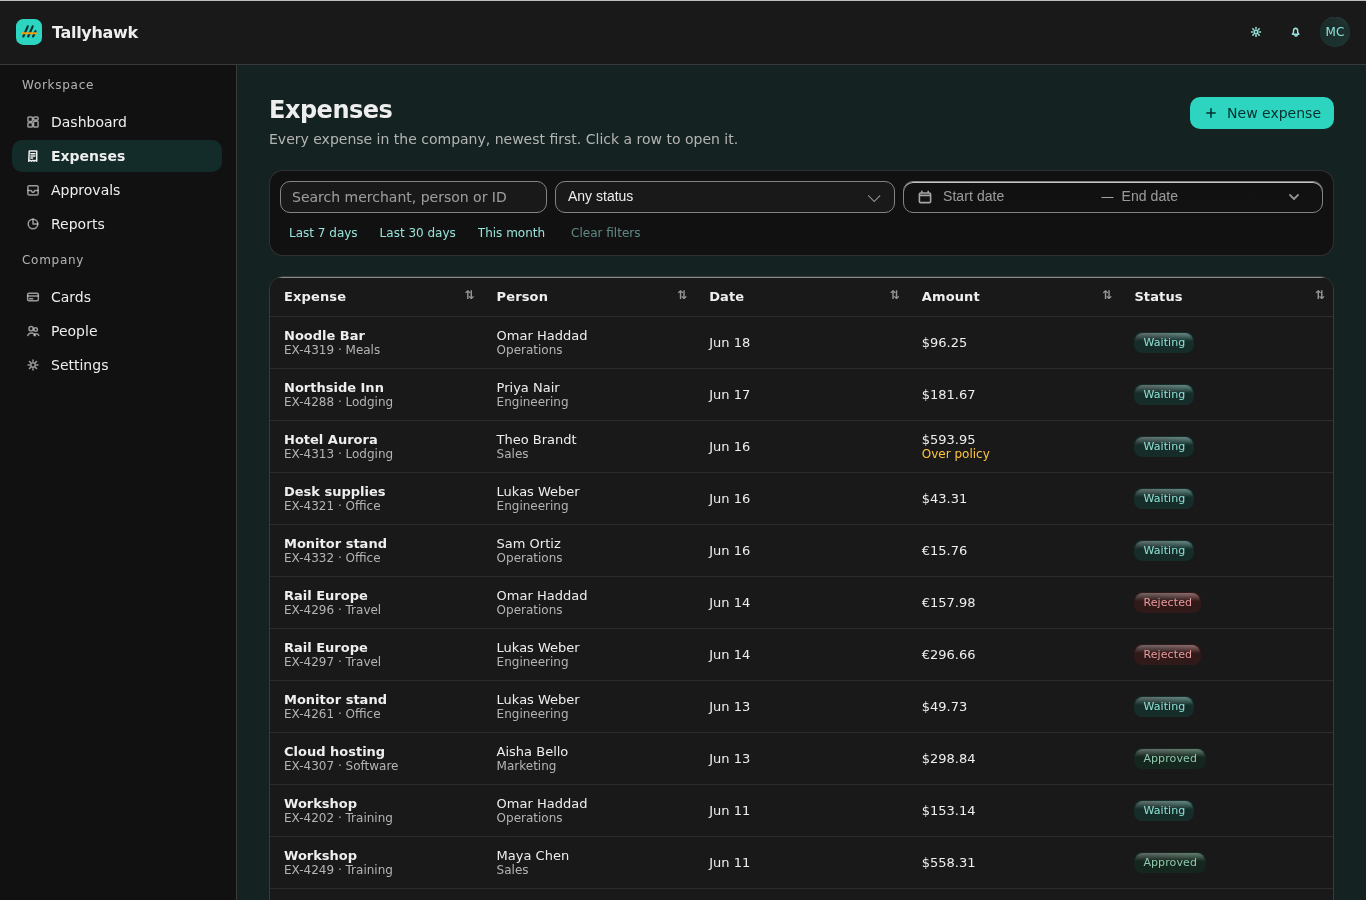 Tallyhawk
MC
Workspace
Dashboard
Expenses
Approvals
Reports
Company
Cards
People
Settings
Expenses
Every expense in the company, newest first. Click a row to open it.
+ New expense
Search merchant, person or ID
Any status
Start date — End date
Last 7 days Last 30 days This month Clear filters
Expense Person Date Amount Status
Noodle Bar
EX-4319 · Meals
Omar Haddad
Operations
Jun 18
$96.25
Waiting
Northside Inn
EX-4288 · Lodging
Priya Nair
Engineering
Jun 17
$181.67
Waiting
Hotel Aurora
EX-4313 · Lodging
Theo Brandt
Sales
Jun 16
$593.95
Over policy
Waiting
Desk supplies
EX-4321 · Office
Lukas Weber
Engineering
Jun 16
$43.31
Waiting
Monitor stand
EX-4332 · Office
Sam Ortiz
Operations
Jun 16
€15.76
Waiting
Rail Europe
EX-4296 · Travel
Omar Haddad
Operations
Jun 14
€157.98
Rejected
Rail Europe
EX-4297 · Travel
Lukas Weber
Engineering
Jun 14
€296.66
Rejected
Monitor stand
EX-4261 · Office
Lukas Weber
Engineering
Jun 13
$49.73
Waiting
Cloud hosting
EX-4307 · Software
Aisha Bello
Marketing
Jun 13
$298.84
Approved
Workshop
EX-4202 · Training
Omar Haddad
Operations
Jun 11
$153.14
Waiting
Workshop
EX-4249 · Training
Maya Chen
Sales
Jun 11
$558.31
Approved